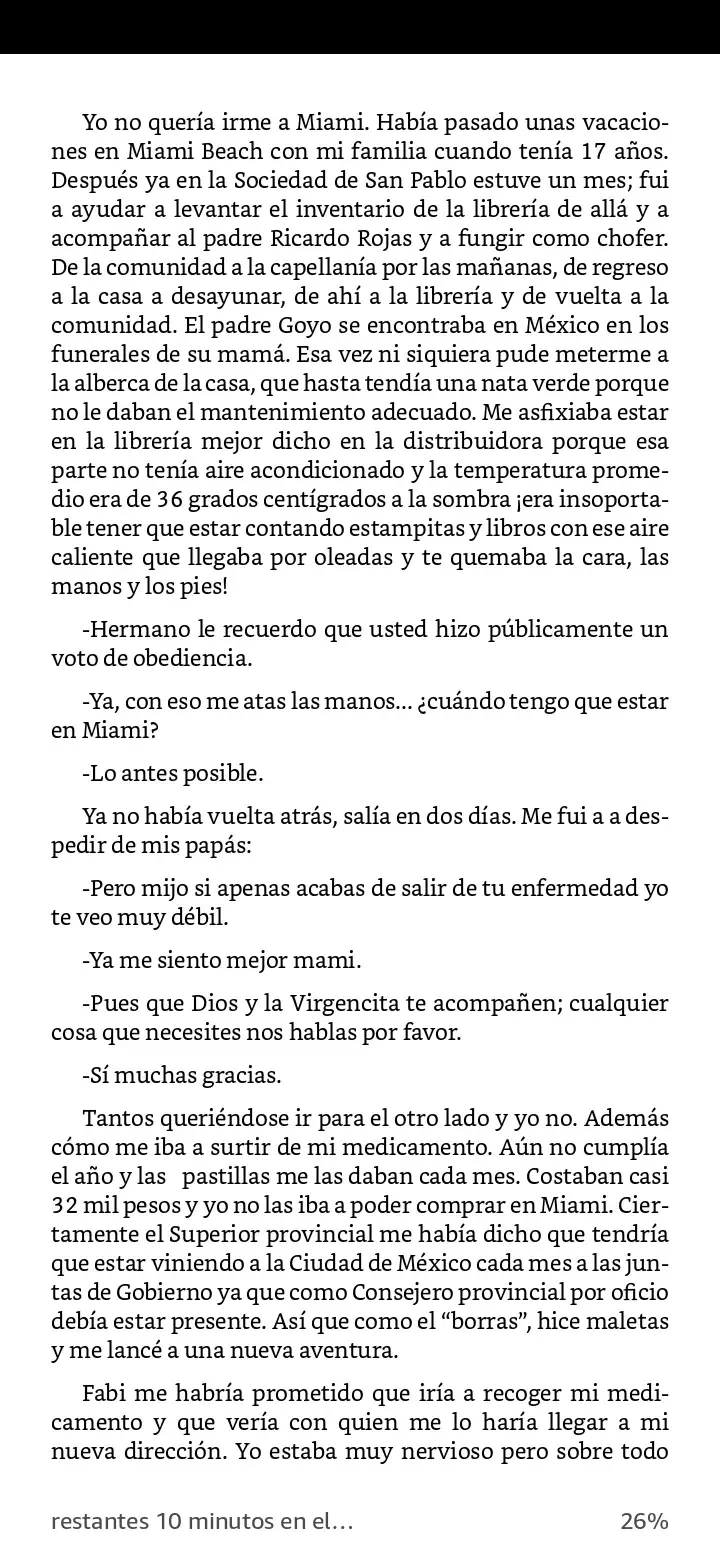 Yo no quería irme a Miami. Había pasado unas vacacio-
nes en Miami Beach con mi familia cuando tenía 17 años.
Después ya en la Sociedad de San Pablo estuve un mes; fui
a ayudar a levantar el inventario de la librería de allá y a
acompañar al padre Ricardo Rojas y a fungir como chofer.
De la comunidad a la capellanía por las mañanas, de regreso
a la casa a desayunar, de ahí a la librería y de vuelta a la
comunidad. El padre Goyo se encontraba en México en los
funerales de su mamá. Esa vez ni siquiera pude meterme a
la alberca de la casa, que hasta tendía una nata verde porque
no le daban el mantenimiento adecuado. Me asfixiaba estar
en la librería mejor dicho en la distribuidora porque esa
parte no tenía aire acondicionado y la temperatura prome-
dio era de 36 grados centígrados a la sombra ¡era insoporta-
ble tener que estar contando estampitas y libros con ese aire
caliente que llegaba por oleadas y te quemaba la cara, las
manos y los pies!
-Hermano le recuerdo que usted hizo públicamente un
voto de obediencia.
-Ya, con eso me atas las manos... ¿cuándo tengo que estar
en Miami?
-Lo antes posible.
Ya no había vuelta atrás, salía en dos días. Me fui a a des-
pedir de mis papás:
-Pero mijo si apenas acabas de salir de tu enfermedad yo
te veo muy débil.
-Ya me siento mejor mami.
-Pues que Dios y la Virgencita te acompañen; cualquier
cosa que necesites nos hablas por favor.
-Sí muchas gracias.
Tantos queriéndose ir para el otro lado y yo no. Además
cómo me iba a surtir de mi medicamento. Aún no cumplía
el año y las pastillas me las daban cada mes. Costaban casi
32 mil pesos y yo no las iba a poder comprar en Miami. Cier-
tamente el Superior provincial me había dicho que tendría
que estar viniendo a la Ciudad de México cada mes a las jun-
tas de Gobierno ya que como Consejero provincial por oficio
debía estar presente. Así que como el “borras”, hice maletas
y me lancé a una nueva aventura.
Fabi me habría prometido que iría a recoger mi medi-
camento y que vería con quien me lo haría llegar a mi
nueva dirección. Yo estaba muy nervioso pero sobre todo
restantes 10 minutos en el... 26%